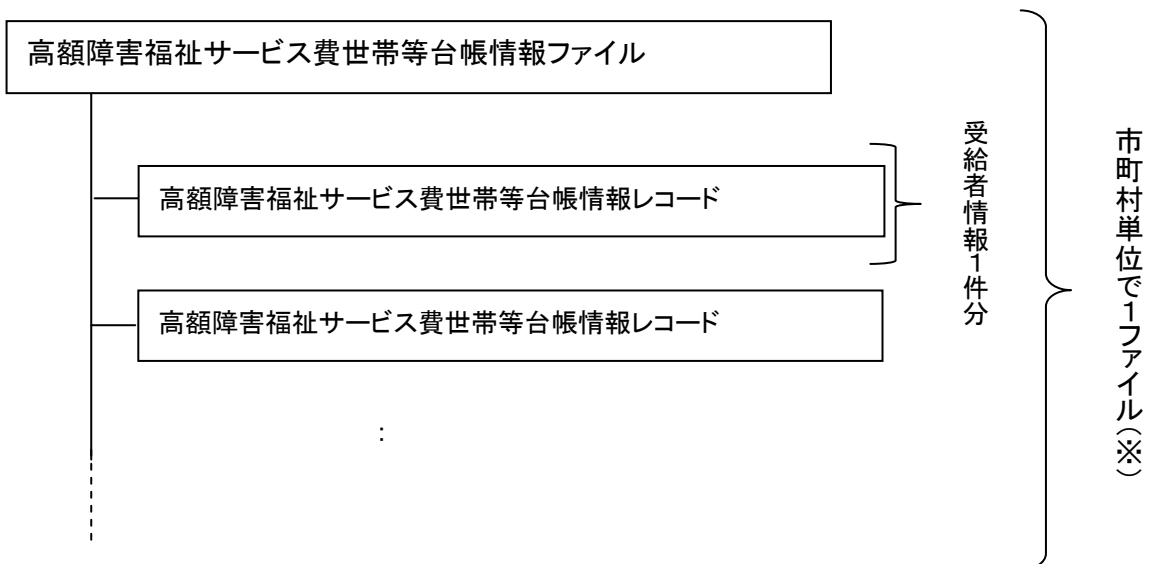 高額障害福祉サービス費世帯等台帳情報ファイル
高額障害福祉サービス費世帯等台帳情報レコード
高額障害福祉サービス費世帯等台帳情報レコード
:
受給者情報1件分
市町村単位で1ファイル(※)